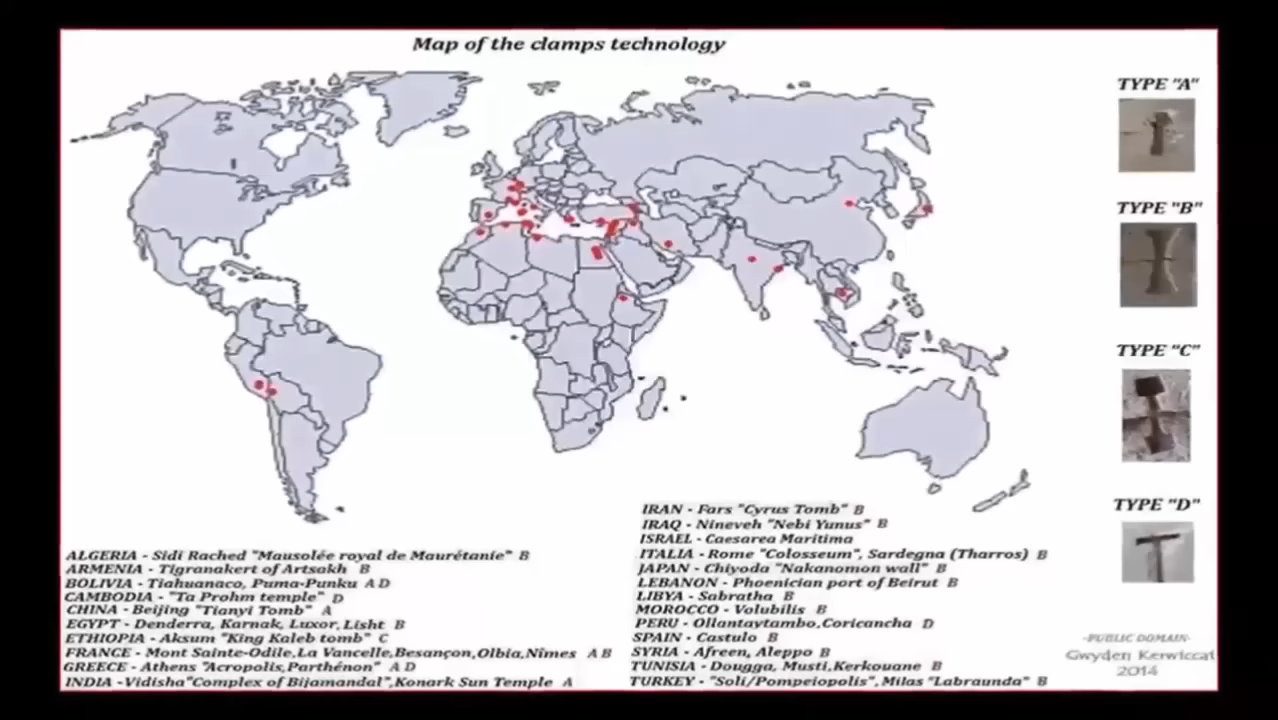 Map of the clamps technology
TYPE "A"
TYPE "B"
TYPE "C"
TYPE "D"
ALGERIA - Sidi Rached "Mausolée royal de Maurétanie" B
ARMENIA - Tigranakert of Artsakh B
BOLIVIA - Tiahuanaco, Puma-Punku A D
CAMBODIA - "Ta Prohm temple" D
CHINA - Beijing "Tianyi Tomb" A
EGYPT - Denderra, Karnak, Luxor, Lisht B
ETHIOPIA - Aksum "King Kaleb tomb" C
FRANCE - Mont Sainte-Odile,La Vancelle,Besançon,Olbia,Nîmes A B
GREECE - Athens "Acropolis,Parthénon" A D
INDIA -Vidisha"Complex of Bijamandal",Konark Sun Temple A
IRAN - Fars "Cyrus Tomb" B
IRAQ - Nineveh "Nebi Yunus" B
ISRAEL - Caesarea Maritima
ITALIA - Rome "Colosseum", Sardegna (Tharros) B
JAPAN - Chiyoda "Nakanomon wall" B
LEBANON - Phoenician port of Beirut B
LIBYA - Sabratha B
MOROCCO - Volubilis B
PERU - Ollantaytambo,Coricancha D
SPAIN - Castulo B
SYRIA - Afreen, Aleppo B
TUNISIA - Dougga, Musti,Kerkouane B
TURKEY - "Soli/Pompeiopolis", Milas "Labraunda" B
-PUBLIC DOMAIN-
Gwyden Kerwiccat
2014